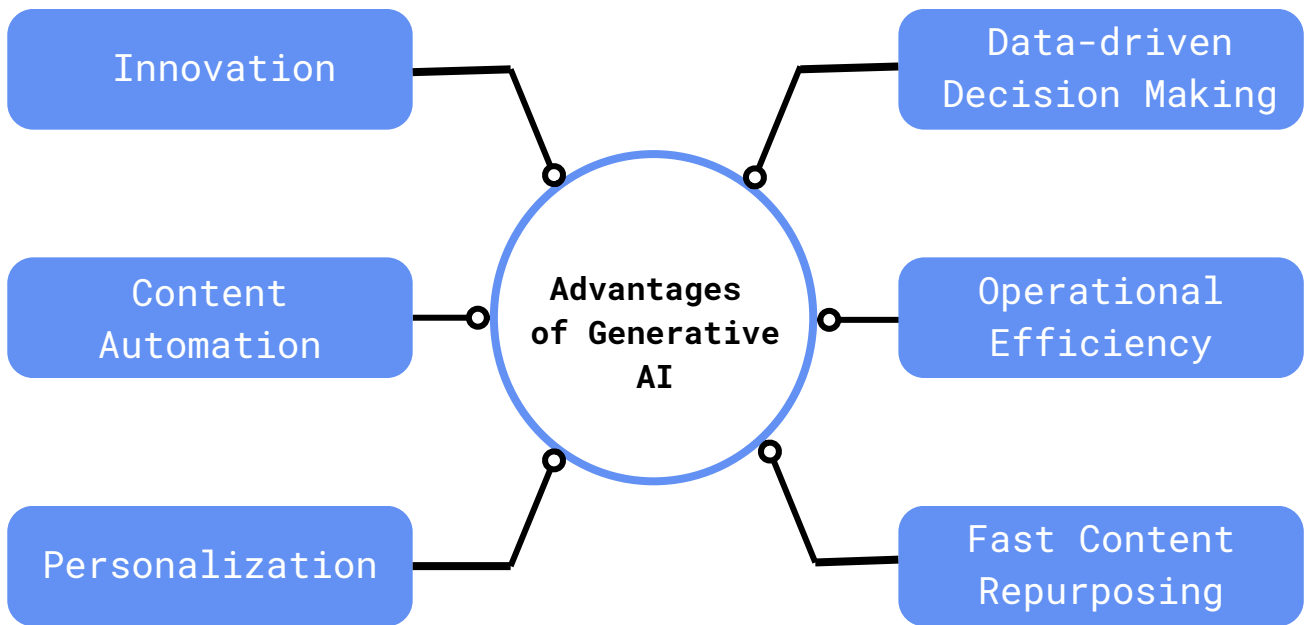 Innovation
Content
Automation
Personalization
Advantages
of Generative
AI
Data-driven
Decision Making
Operational
Efficiency
Fast Content
Repurposing